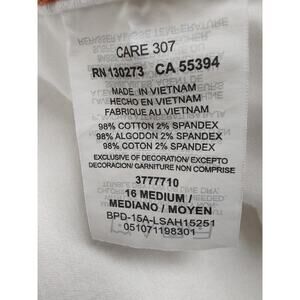 CARE 307
RN 130273 CA 55394
MADE IN VIETNAM
HECHO EN VIETNAM
FABRIQUE AU VIETNAM
98% COTTON 2% SPANDEX
98% ALGODON 2% SPANDEX
98% COTON 2% SPANDEX
EXCLUSIVE OF DECORATION/ EXCEPTO
DECORACION/ GARNITURE NON COMPRISE
3777710
16 MEDIUM /
MEDIANO / MOYEN
BPD-15A-LSAH15251
051071198301